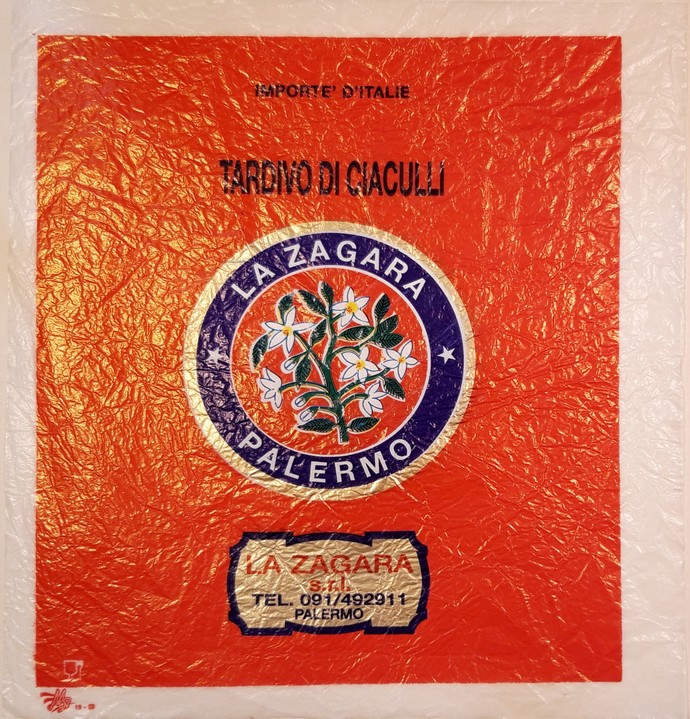 IMPORTE' D'ITALIE
TARDIVO DI CIACULLI
LA ZAGARA
PALERMO
LA ZAGARA
s.r.l.
TEL. 091/492911
PALERMO